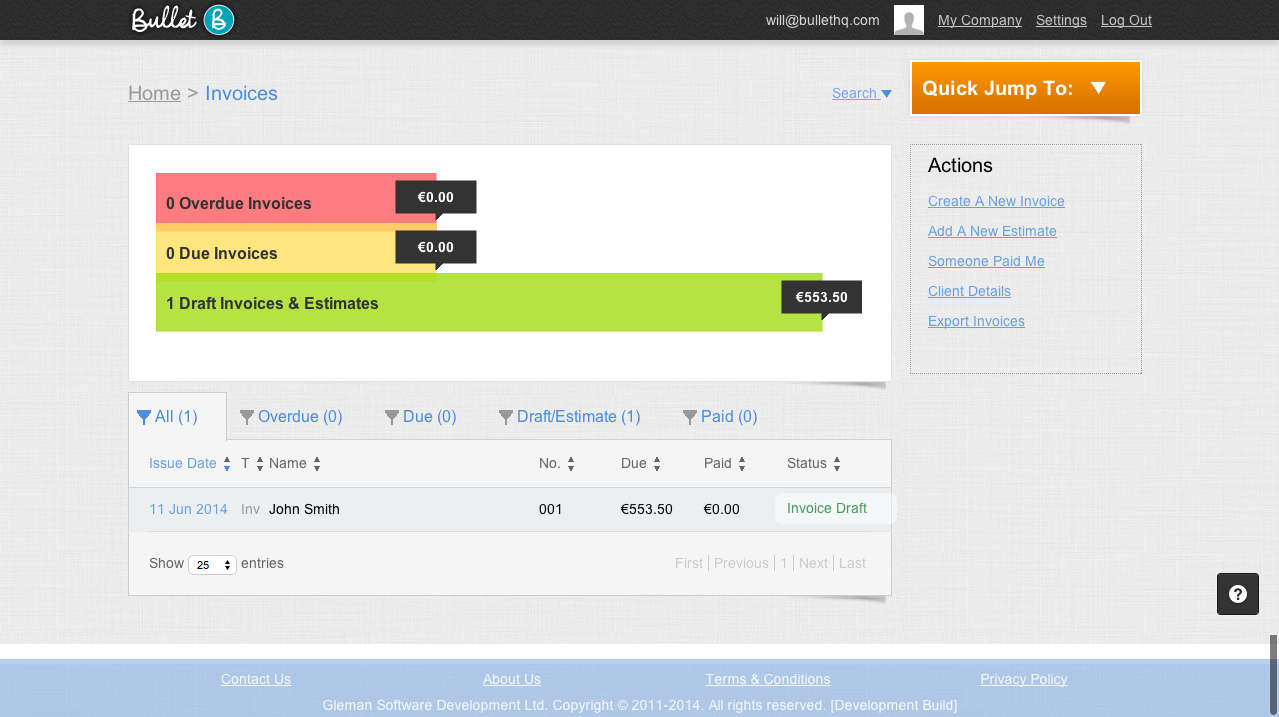 Bullet B
will@bullethq.com My Company Settings Log Out
Home > Invoices
Search
Quick Jump To:
0 Overdue Invoices €0.00
0 Due Invoices €0.00
1 Draft Invoices & Estimates €553.50
Actions
Create A New Invoice
Add A New Estimate
Someone Paid Me
Client Details
Export Invoices
All (1) Overdue (0) Due (0) Draft/Estimate (1) Paid (0)
Issue Date T Name No. Due Paid Status
11 Jun 2014 Inv John Smith 001 €553.50 €0.00 Invoice Draft
Show 25 entries First Previous 1 Next Last
?
Contact Us About Us Terms & Conditions Privacy Policy
Gleman Software Development Ltd. Copyright © 2011-2014. All rights reserved. [Development Build]